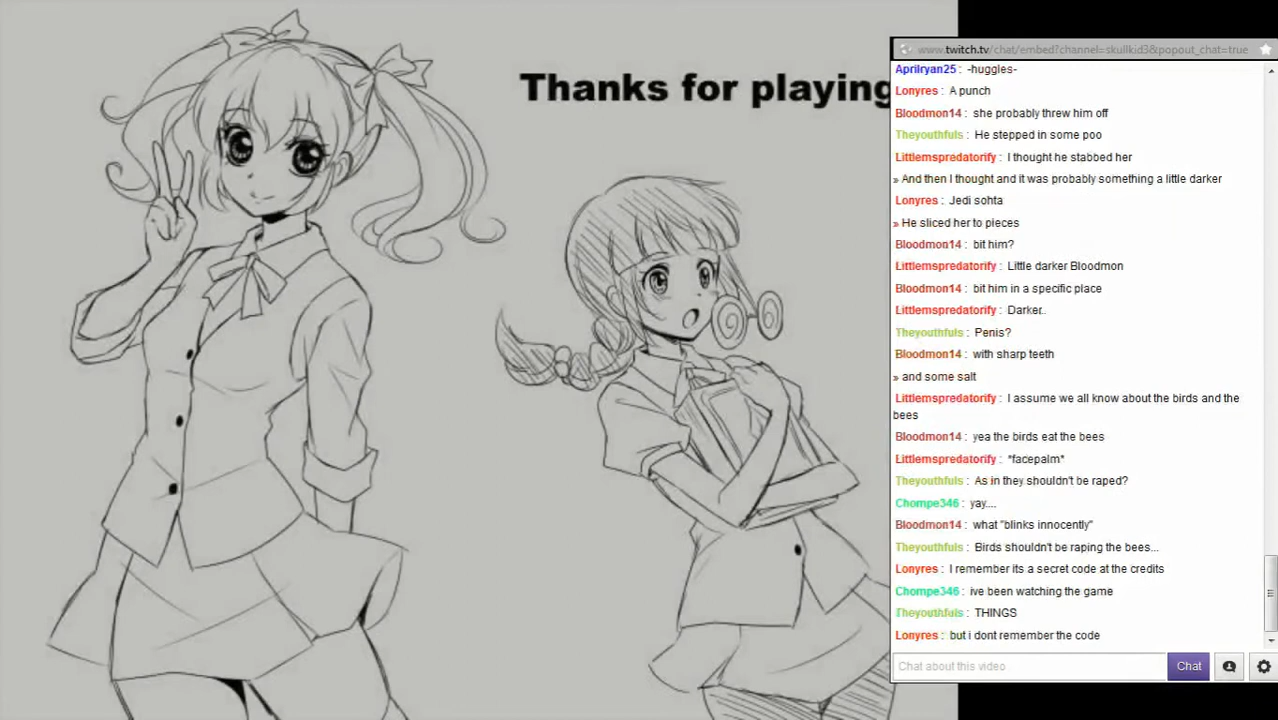 Thanks for playing
www.twitch.tv/chat/embed?channel=skullkid3&popout_chat=true
Aprilryan25: -huggles-
Lonyres: A punch
Bloodmon14: she probably threw him off
Theyouthfuls: He stepped in some poo
Littlemspredatorify: I thought he stabbed her
» And then I thought and it was probably something a little darker
Lonyres: Jedi sohta
» He sliced her to pieces
Bloodmon14: bit him?
Littlemspredatorify: Little darker Bloodmon
Bloodmon14: bit him in a specific place
Littlemspredatorify: Darker..
Theyouthfuls: Penis?
Bloodmon14: with sharp teeth
» and some salt
Littlemspredatorify: I assume we all know about the birds and the
bees
Bloodmon14: yea the birds eat the bees
Littlemspredatorify: *facepalm*
Theyouthfuls: As in they shouldn't be raped?
Chompe346: yay....
Bloodmon14: what "blinks innocently"
Theyouthfuls: Birds shouldn't be raping the bees...
Lonyres: I remember its a secret code at the credits
Chompe346: ive been watching the game
Theyouthfuls: THINGS
Lonyres: but i dont remember the code
Chat about this video
Chat